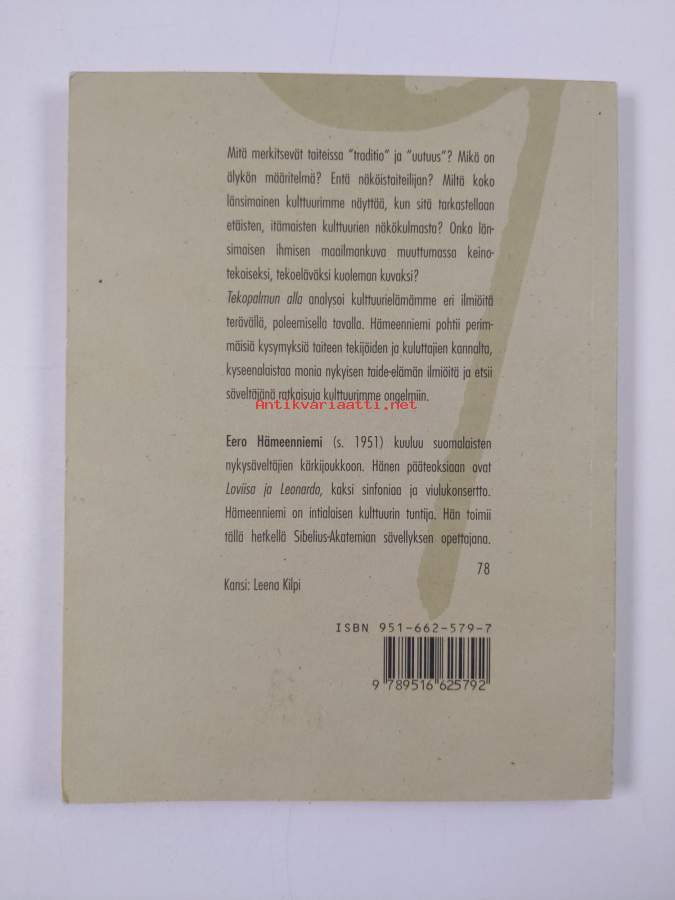 Mitä merkitsevät taiteissa "traditio" ja "uutuus"? Mikä on
älykön määritelmä? Entä näköistaiteilijan? Miltä koko
länsimainen kulttuurimme näyttää, kun sitä tarkastellaan
etäisten, itämaisten kulttuurien näkökulmasta? Onko län-
simaisen ihmisen maailmankuva muuttumassa keino-
tekoiseksi, tekoeläväksi kuoleman kuvaksi?
Tekopalmun alla analysoi kulttuurielämämme eri ilmiöitä
terävällä, poleemisella tavalla. Hämeenniemi pohtii perim-
mäisiä kysymyksiä taiteen tekijöiden ja kuluttajien kannalta,
kyseenalaistaa monia nykyisen taide-elämän ilmiöitä ja etsii
säveltäjänä ratkaisuja kulttuurimme ongelmiin.
Antikvariaatti.net
Eero Hämeenniemi (s. 1951) kuuluu suomalaisten
nykysäveltäjien kärkijoukkoon. Hänen pääteoksiaan ovat
Loviisa ja Leonardo, kaksi sinfoniaa ja viulukonsertto.
Hämeenniemi on intialaisen kulttuurin tuntija. Hän toimii
tällä hetkellä Sibelius-Akatemian sävellyksen opettajana.
78
Kansi: Leena Kilpi
ISBN 951-662-579-7
9 789516 625792